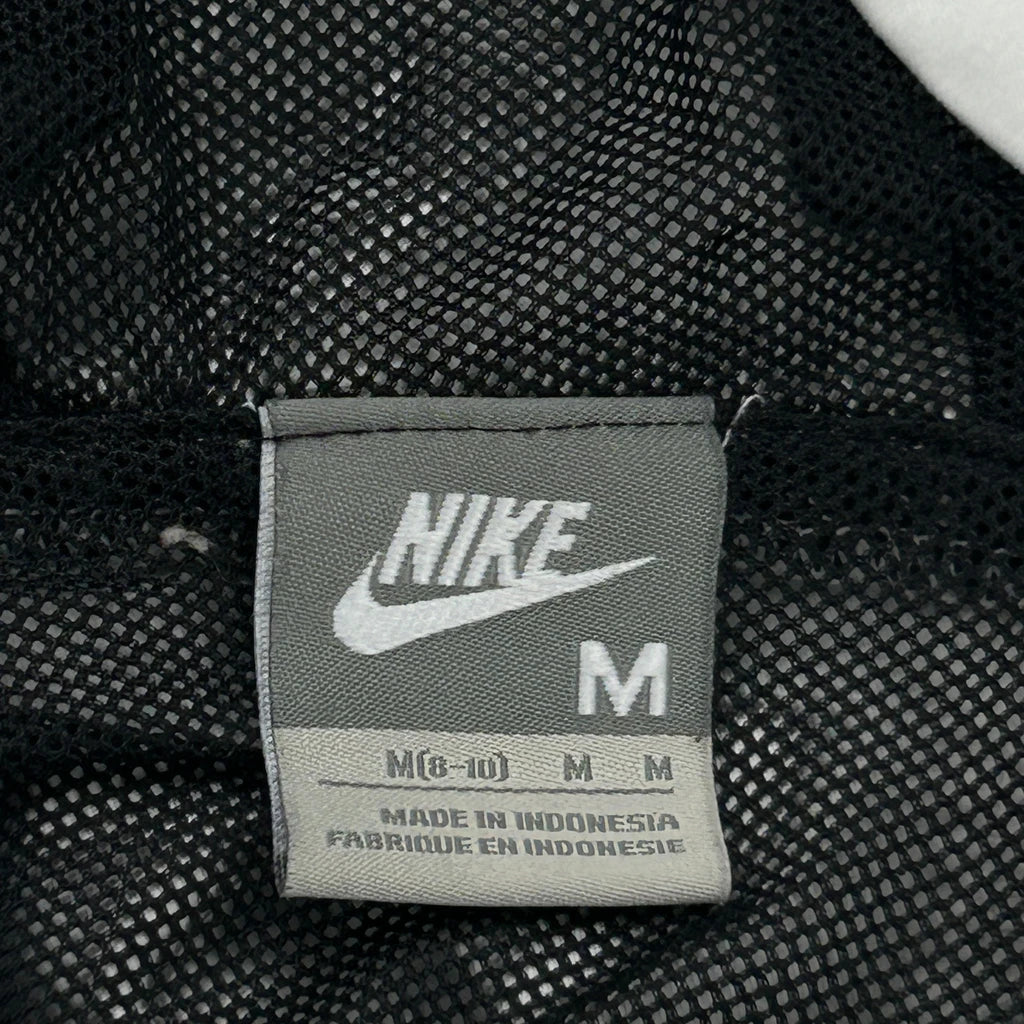 NIKE
M
M(8-10) M M
MADE IN INDONESIA
FABRIQUE EN INDONESIE